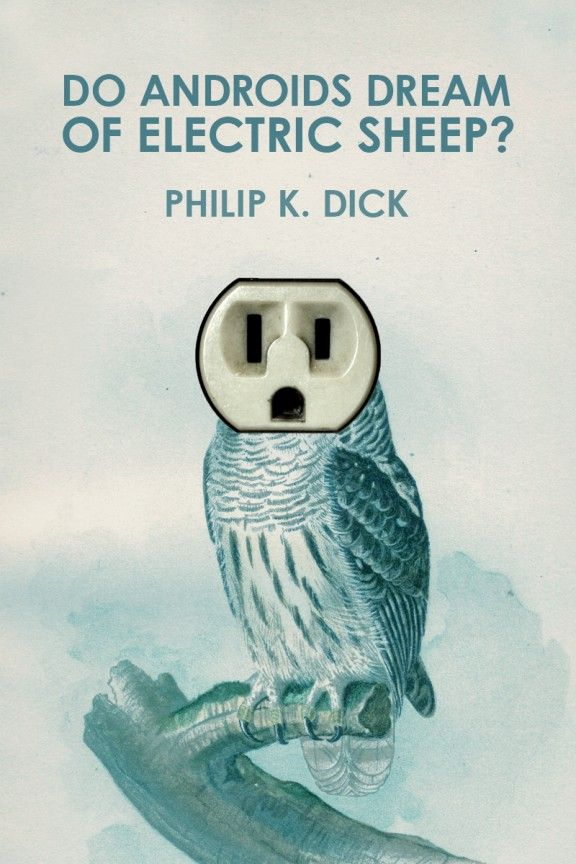 DO ANDROIDS DREAM
OF ELECTRIC SHEEP?
PHILIP K. DICK